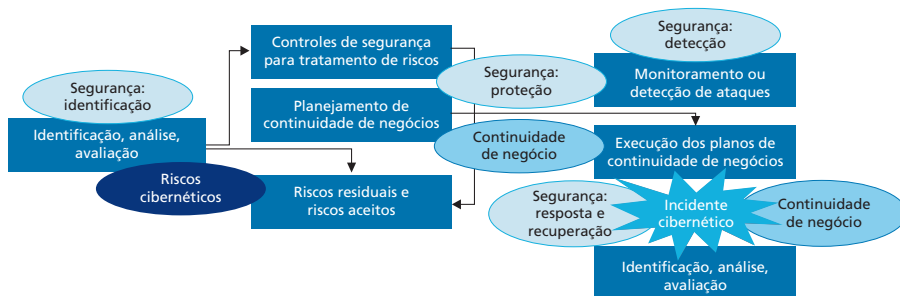 Segurança:
identificação
Identificação, análise,
avaliação
Riscos
cibernéticos
Controles de segurança
para tratamento de riscos
Planejamento de
continuidade de negócios
Riscos residuais e
riscos aceitos
Segurança:
proteção
Continuidade
de negócio
Segurança:
detecção
Monitoramento ou
detecção de ataques
Execução dos planos de
continuidade de negócios
Segurança:
resposta e
recuperação
Incidente
cibernético
Continuidade
de negócio
Identificação, análise,
avaliação